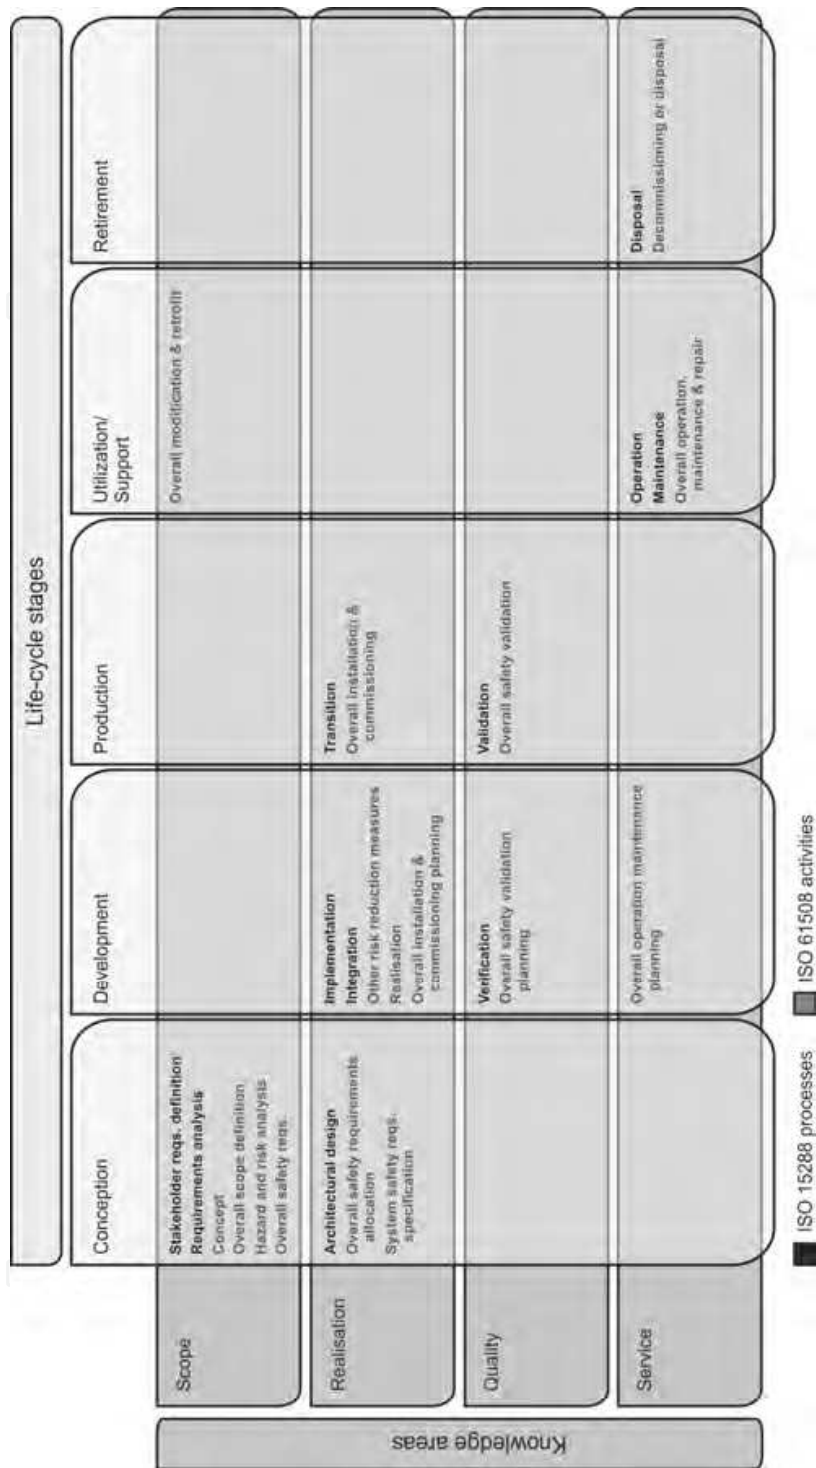 Life-cycle stages
Conception
Development
Production
Utilization/
Support
Retirement
Knowledge areas
Scope
Stakeholder reqs. definition
Requirements analysis
Concept
Overall scope definition
Hazard and risk analysis
Overall safety reqs.
Overall modification & retrofit
Realisation
Architectural design
Overall safety requirements
allocation
System safety reqs.
specification
Implementation
Integration
Other risk reduction measures
Realisation
Overall installation &
commissioning planning
Transition
Overall installation &
commissioning
Quality
Verification
Overall safety validation
planning
Validation
Overall safety validation
Service
Overall operation maintenance
planning
Operation
Maintenance
Overall operation,
maintenance & repair
Disposal
Decommissioning or disposal
ISO 15288 processes
ISO 61508 activities